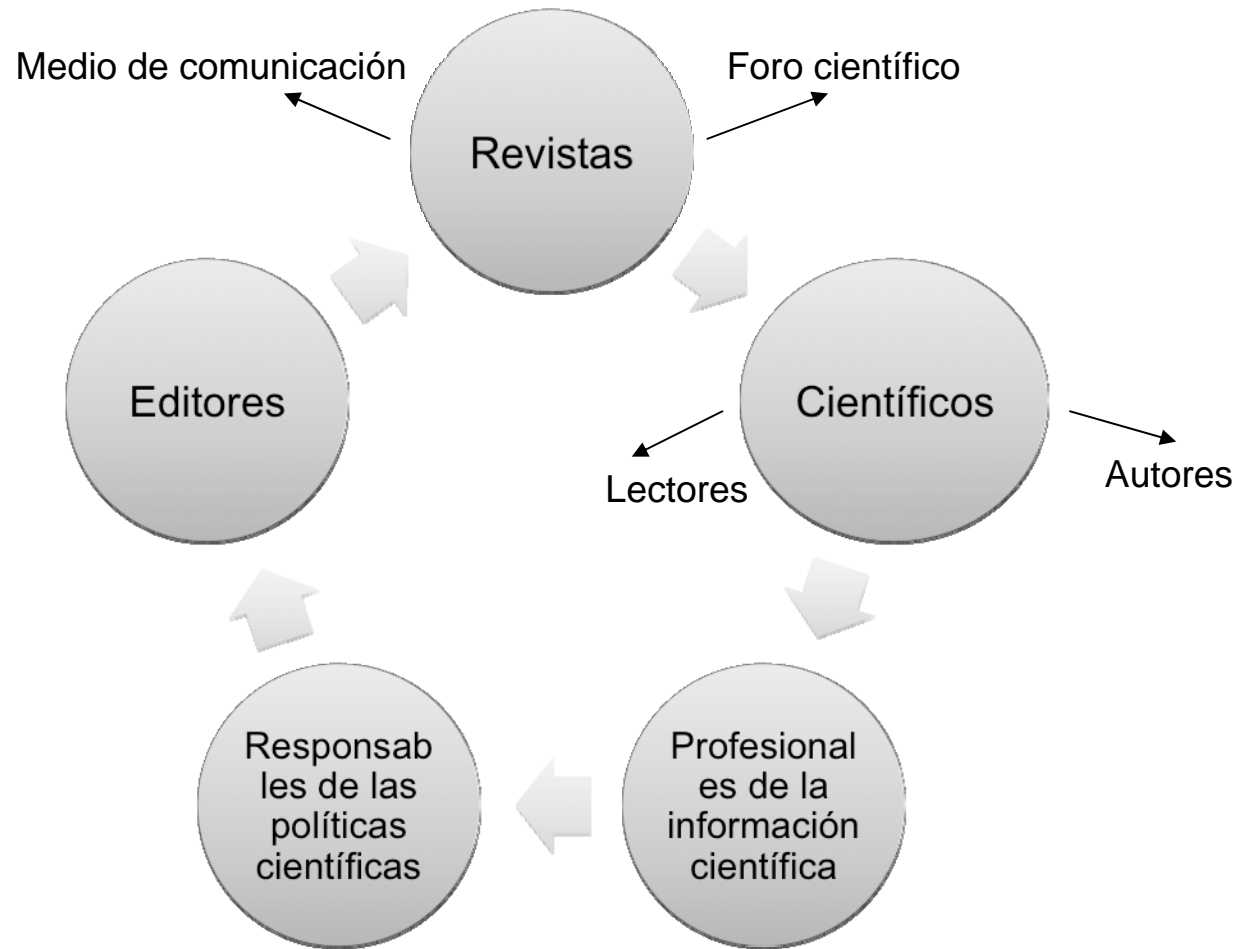 Medio de comunicación
Foro científico
Revistas
Editores
Científicos
Lectores
Autores
Responsab
les de las
políticas
científicas
Profesional
es de la
información
científica